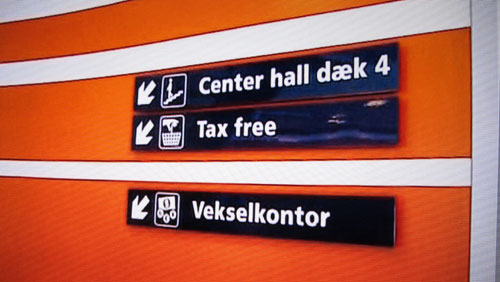 Center hall dæk 4
Tax free
Vekselkontor